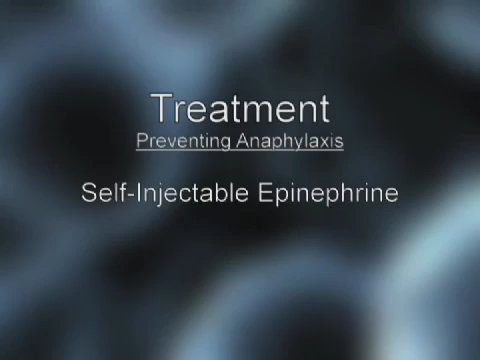 Treatment
Preventing Anaphylaxis
Self-Injectable Epinephrine